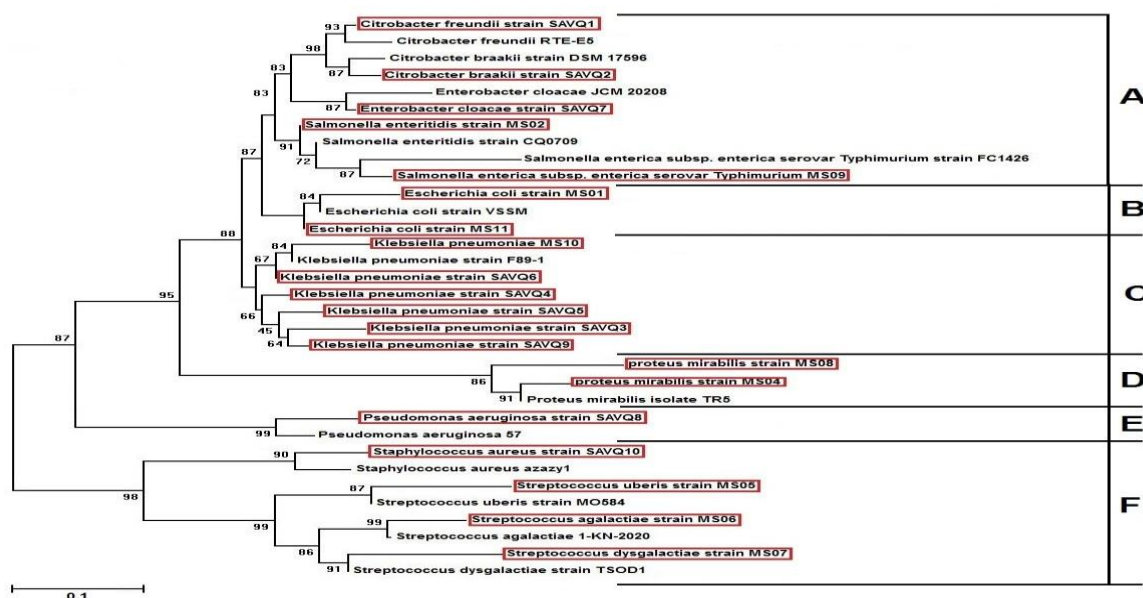 93 Citrobacter freundii strain SAVQ1
98 Citrobacter freundii RTE-E5
Citrobacter braakii strain DSM 17596
83 87 Citrobacter braakii strain SAVQ2
83 Enterobacter cloacae JCM 20208
A
87 Enterobacter cloacae strain SAVQ7
Salmonella enteritidis strain MS02
91 Salmonella enteritidis strain CQ0709
87 72 Salmonella enterica subsp. enterica serovar Typhimurium strain FC1426
87 Salmonella enterica subsp. enterica serovar Typhimurium MS09
84 Escherichia coli strain MS01
Escherichia coli strain VSSM
B
Escherichia coli strain MS11
88 84 Klebsiella pneumoniae MS10
67 Klebsiella pneumoniae strain F89-1
Klebsiella pneumoniae strain SAVQ6
Klebsiella pneumoniae strain SAVQ4
C
95 66 Klebsiella pneumoniae strain SAVQ5
45 Klebsiella pneumoniae strain SAVQ3
87 64 Klebsiella pneumoniae strain SAVQ9
proteus mirabilis strain MS08
86 proteus mirabilis strain MS04
D
91 Proteus mirabilis isolate TR5
Pseudomonas aeruginosa strain SAVQ8
E
99 Pseudomonas aeruginosa 57
90 Staphylococcus aureus strain SAVQ10
Staphylococcus aureus azazy1
98 87 Streptococcus uberis strain MS05
Streptococcus uberis strain MO584
F
99 99 Streptococcus agalactiae strain MS06
Streptococcus agalactiae 1-KN-2020
86 Streptococcus dysgalactiae strain MS07
91 Streptococcus dysgalactiae strain TSOD1
0.1